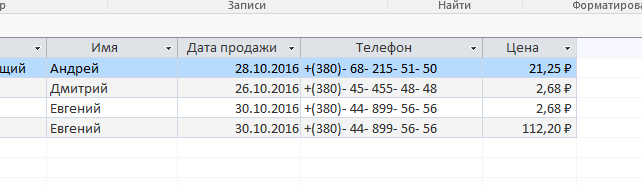 р Записи Найти Форматирова
Имя Дата продажи Телефон Цена
щий Андрей 28.10.2016 +(380)- 68- 215- 51- 50 21,25 ₽
Дмитрий 26.10.2016 +(380)- 45- 455- 48- 48 2,68 ₽
Евгений 30.10.2016 +(380)- 44- 899- 56- 56 2,68 ₽
Евгений 30.10.2016 +(380)- 44- 899- 56- 56 112,20 ₽